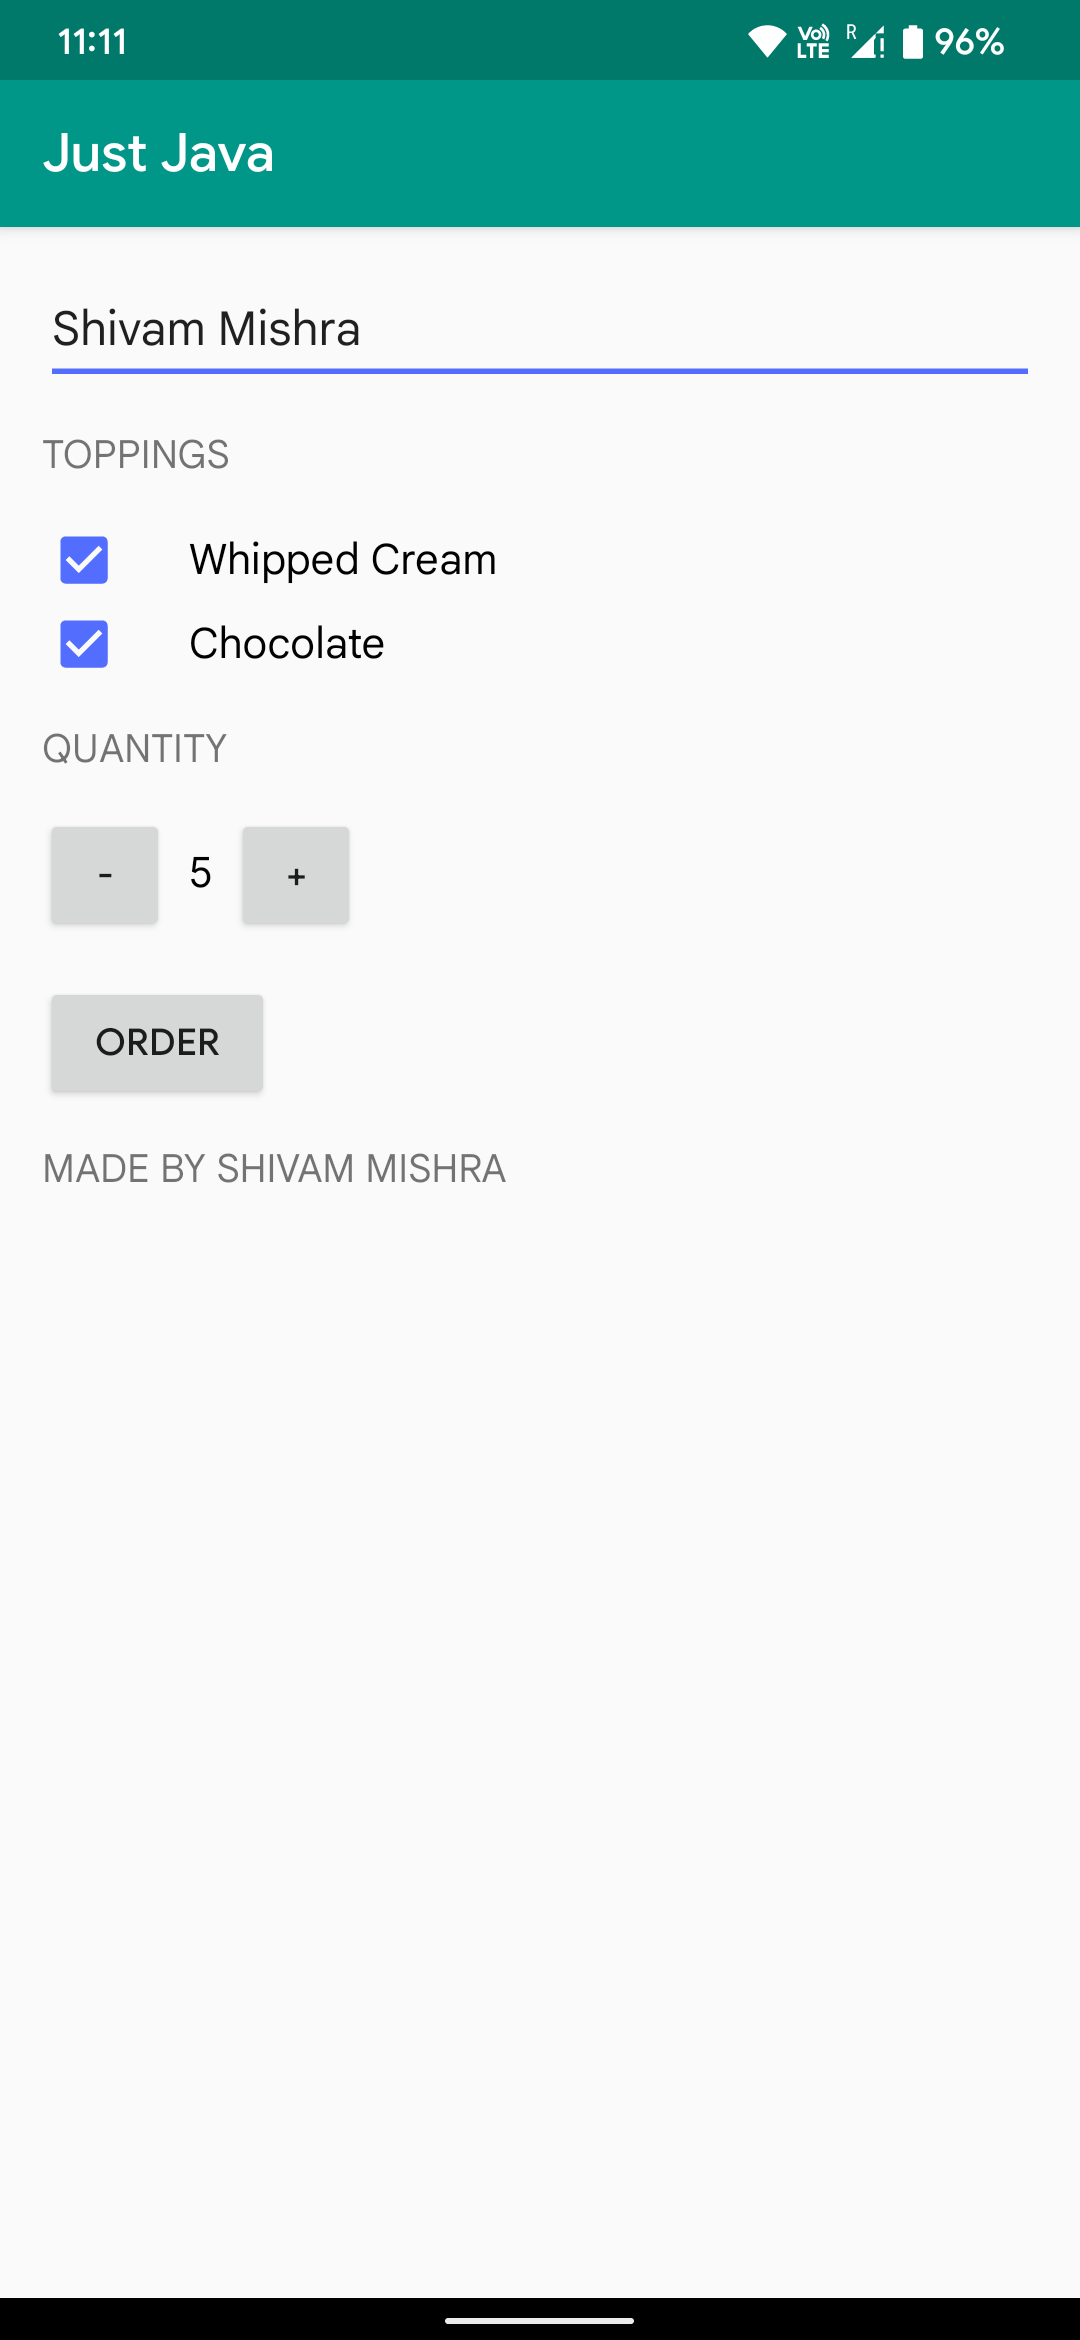 11:11 Vo)) LTE R 96%
Just Java
Shivam Mishra
TOPPINGS
Whipped Cream
Chocolate
QUANTITY
- 5 +
ORDER
MADE BY SHIVAM MISHRA